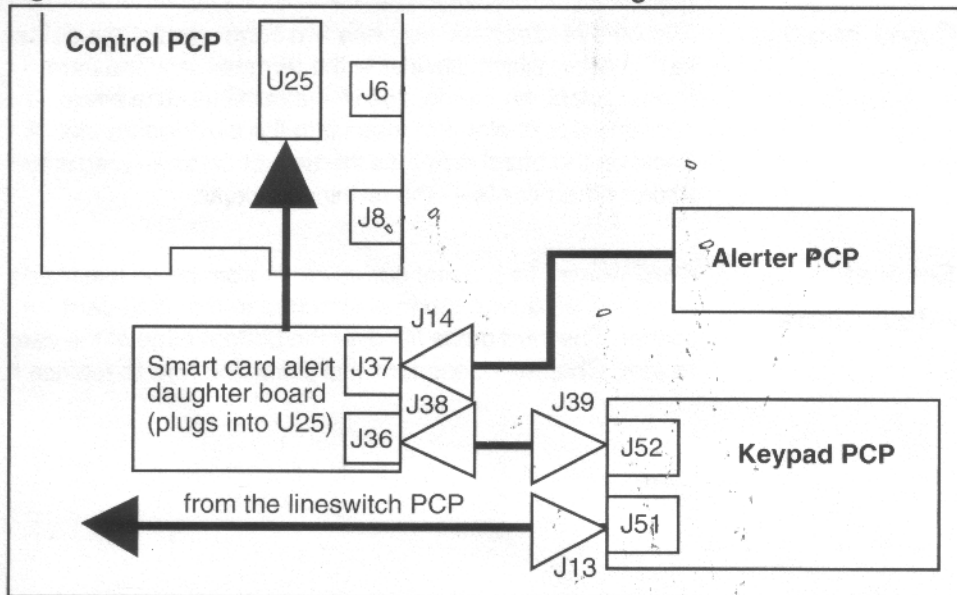 Control PCP
U25
J6
J8
Alerter PCP
J14
Smart card alert
daughter board
(plugs into U25)
J37
J38
J36
J39
J52
Keypad PCP
from the lineswitch PCP
J51
J13